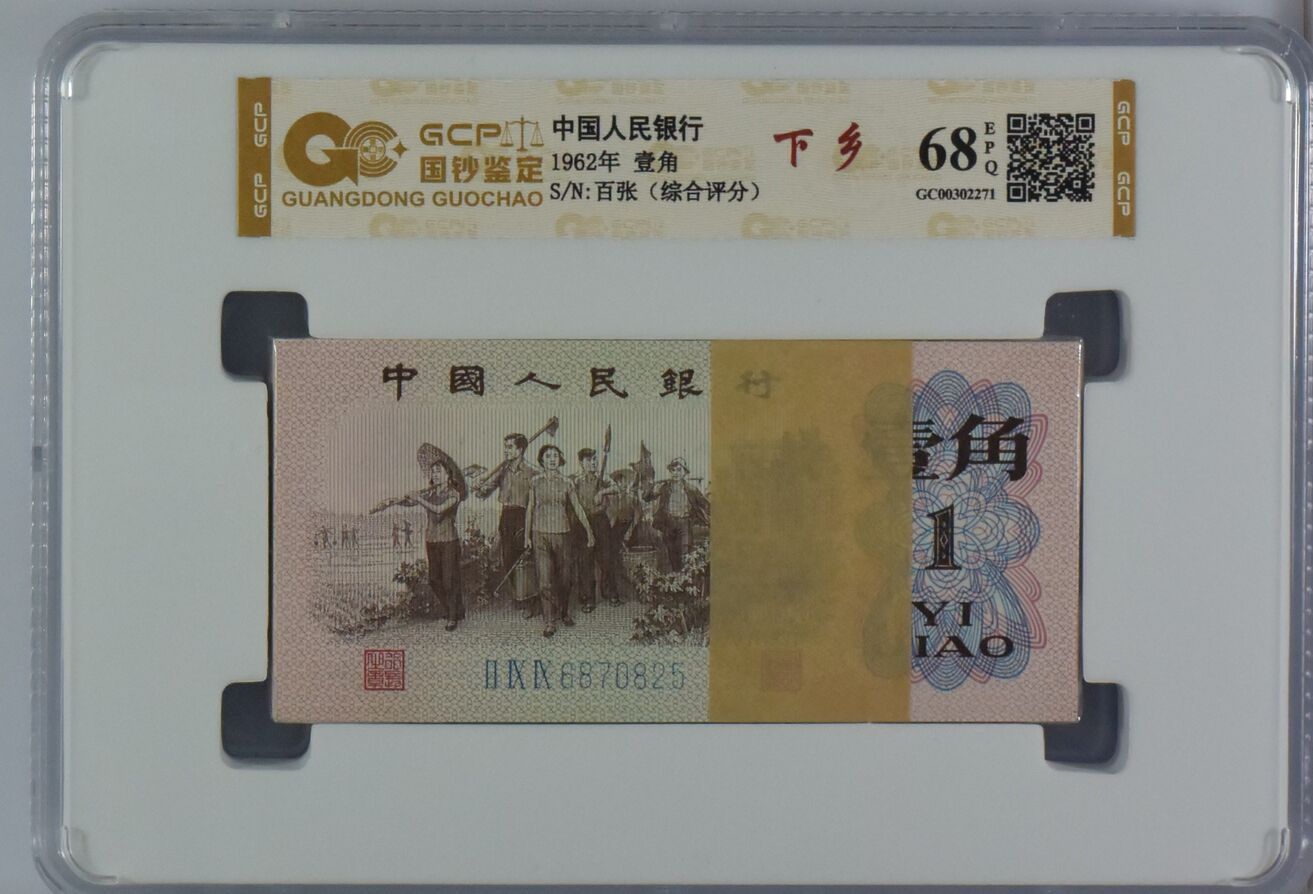 GCP
GCP
GCP
国钞鉴定
GUANGDONG GUOCHAO
中国人民银行
1962年 壹角
S/N:百张（综合评分）
下乡
68
EPQ
GC00302271
GCP
GCP
中國人民銀行
壹角
1
YI
IAO
ⅡⅨⅨ6870825